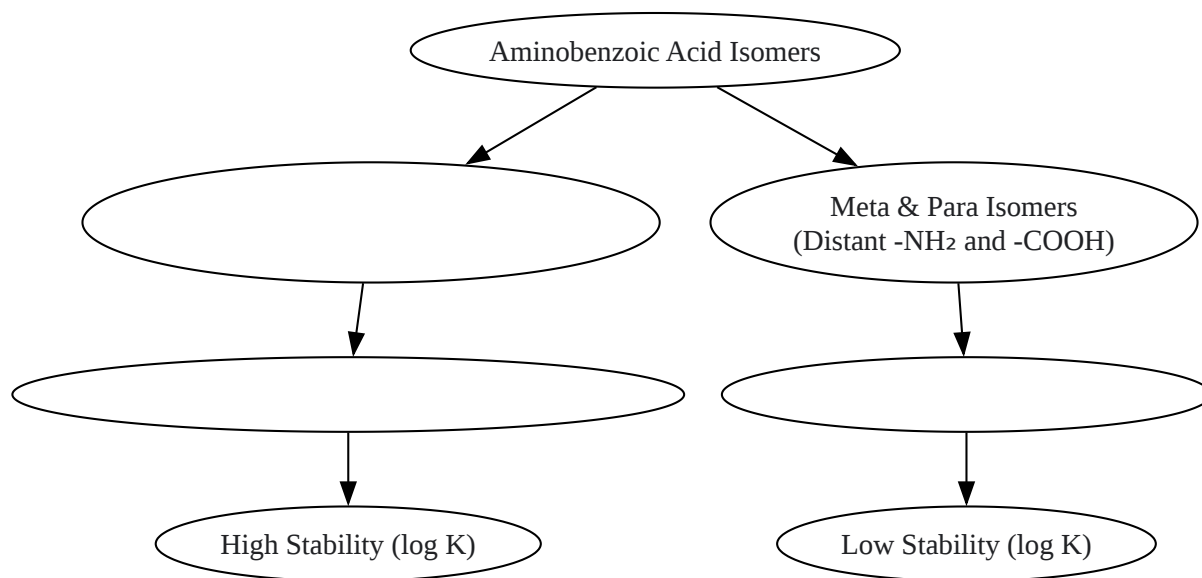 Aminobenzoic Acid Isomers
Meta & Para Isomers
(Distant -NH₂ and -COOH)
High Stability (log K)
Low Stability (log K)